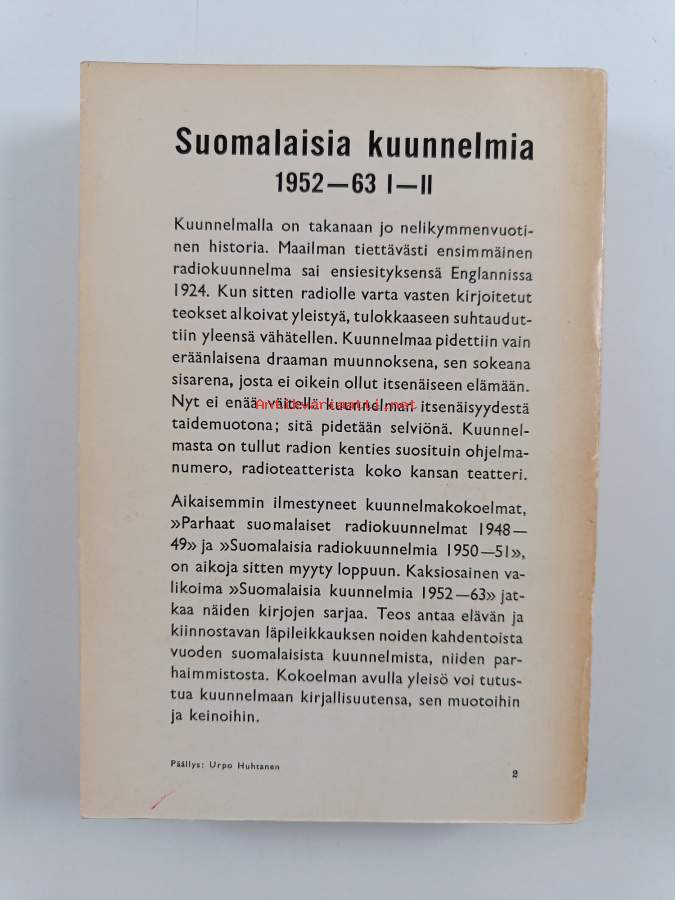 Suomalaisia kuunnelmia
1952—63 I—II
Kuunnelmalla on takanaan jo nelikymmenvuoti-
nen historia. Maailman tiettävästi ensimmäinen
radiokuunnelma sai ensiesityksensä Englannissa
1924. Kun sitten radiolle varta vasten kirjoitetut
teokset alkoivat yleistyä, tulokkaaseen suhtaudut-
tiin yleensä vähätellen. Kuunnelmaa pidettiin vain
eräänlaisena draaman muunnoksena, sen sokeana
sisarena, josta ei oikein ollut itsenäiseen elämään.
Nyt ei enää väitellä kuunnelman itsenäisyydestä
Antikvariaatti.net
taidemuotona; sitä pidetään selviönä. Kuunnel-
masta on tullut radion kenties suosituin ohjelma-
numero, radioteatterista koko kansan teatteri.
Aikaisemmin ilmestyneet kuunnelmakokoelmat,
»Parhaat suomalaiset radiokuunnelmat 1948—
49» ja »Suomalaisia radiokuunnelmia 1950—51»,
on aikoja sitten myyty loppuun. Kaksiosainen va-
likoima »Suomalaisia kuunnelmia 1952—63» jat-
kaa näiden kirjojen sarjaa. Teos antaa elävän ja
kiinnostavan läpileikkauksen noiden kahdentoista
vuoden suomalaisista kuunnelmista, niiden par-
haimmistosta. Kokoelman avulla yleisö voi tutus-
tua kuunnelmaan kirjallisuutensa, sen muotoihin
ja keinoihin.
Päällys: Urpo Huhtanen
2